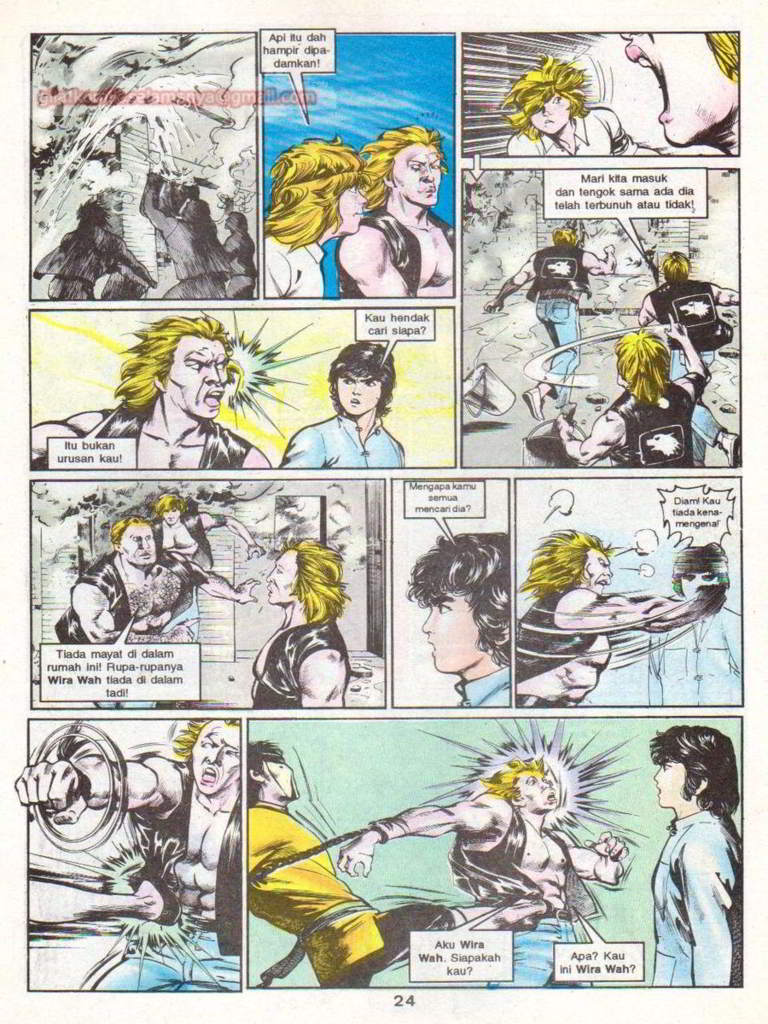 Api itu dah
hampir dipa-
damkan!
Mari kita masuk
dan tengok sama ada dia
telah terbunuh atau tidak!
Kau hendak
cari siapa?
Itu bukan
urusan kau!
Tiada mayat di dalam
rumah ini! Rupa-rupanya
Wira Wah tiada di dalam
tadi!
Mengapa kamu
semua
mencari dia?
Diam! Kau
tiada kena-
mengena!
Aku Wira
Wah. Siapakah
kau?
Apa? Kau
ini Wira Wah?
24